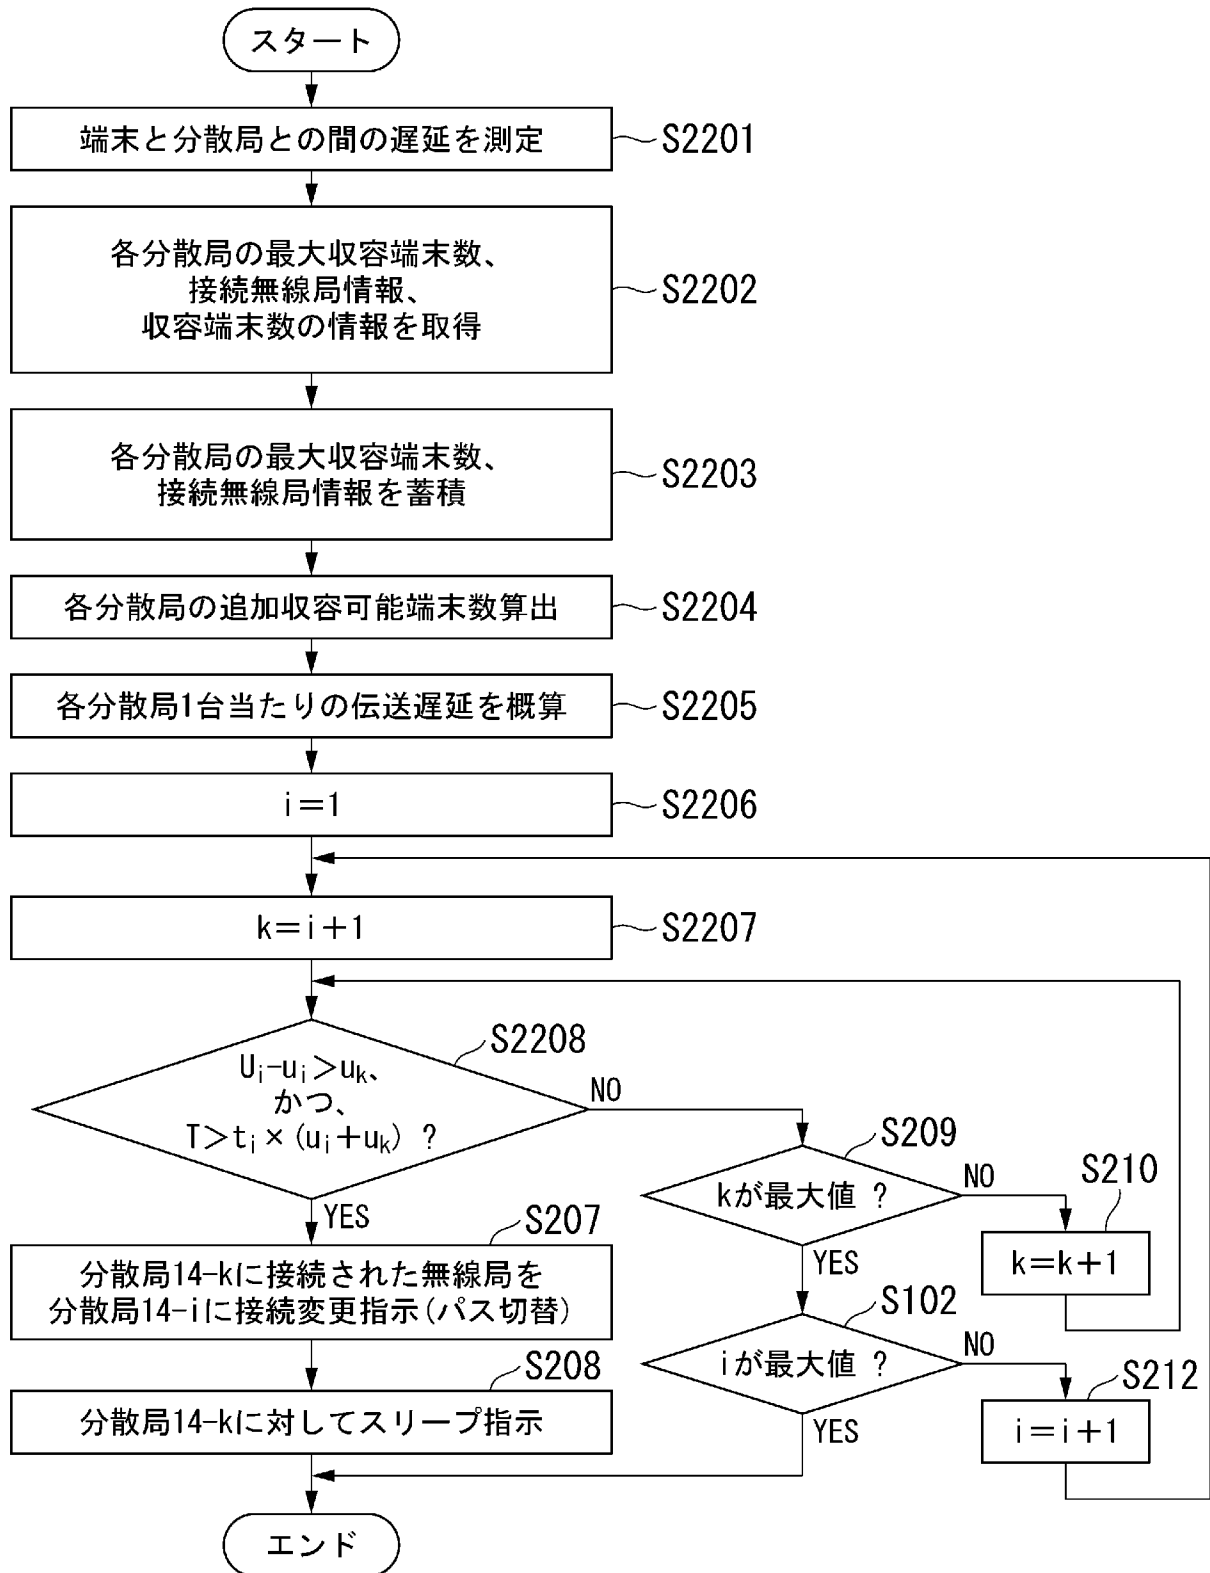 スタート
端末と分散局との間の遅延を測定
S2201
各分散局の最大収容端末数、
接続無線局情報、
収容端末数の情報を取得
S2202
各分散局の最大収容端末数、
接続無線局情報を蓄積
S2203
各分散局の追加収容可能端末数算出
S2204
各分散局1台当たりの伝送遅延を概算
S2205
i=1
S2206
k=i+1
S2207
S2208
Ui-ui>uk、
かつ、
T>ti×(ui+uk) ?
NO
YES
S209
kが最大値 ?
NO
YES
S210
k=k+1
S207
分散局14-kに接続された無線局を
分散局14-iに接続変更指示(パス切替)
S102
iが最大値 ?
NO
YES
S212
i=i+1
S208
分散局14-kに対してスリープ指示
エンド